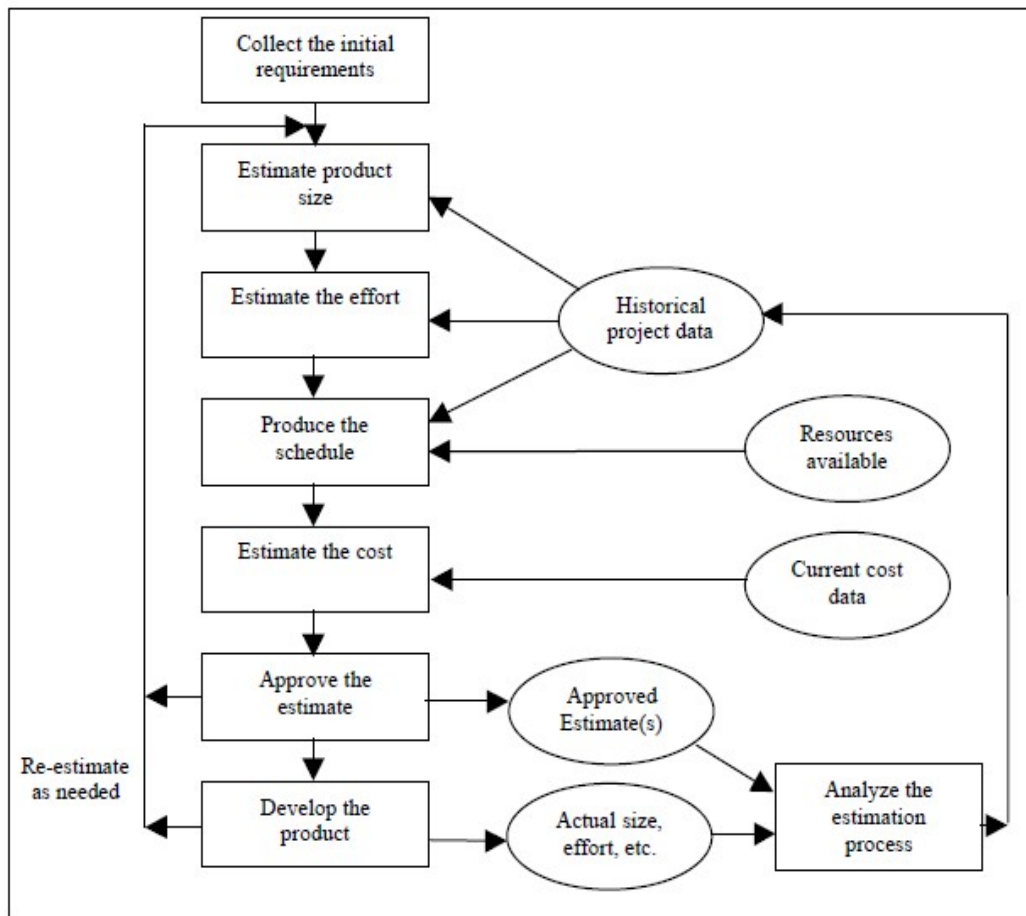 Collect the initial
requirements
Estimate product
size
Estimate the effort
Historical
project data
Produce the
schedule
Resources
available
Estimate the cost
Current cost
data
Approve the
estimate
Approved
Estimate(s)
Re-estimate
as needed
Develop the
product
Actual size,
effort, etc.
Analyze the
estimation
process